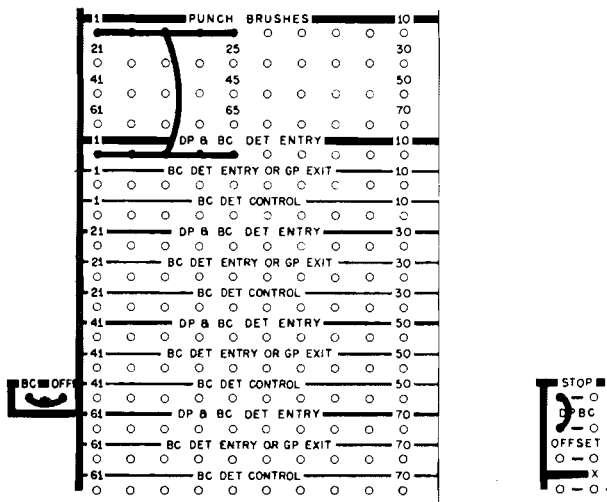 1 PUNCH BRUSHES 10
21 25 30
41 45 50
61 65 70
1 DP & BC DET ENTRY 10
1 BC DET ENTRY OR GP EXIT 10
1 BC DET CONTROL 10
21 DP & BC DET ENTRY 30
21 BC DET ENTRY OR GP EXIT 30
21 BC DET CONTROL 30
41 DP & BC DET ENTRY 50
41 BC DET ENTRY OR GP EXIT 50
41 BC DET CONTROL 50
61 DP & BC DET ENTRY 70
61 BC DET ENTRY OR GP EXIT 70
61 BC DET CONTROL 70
BC OFF
STOP
DPBC
OFFSET
X